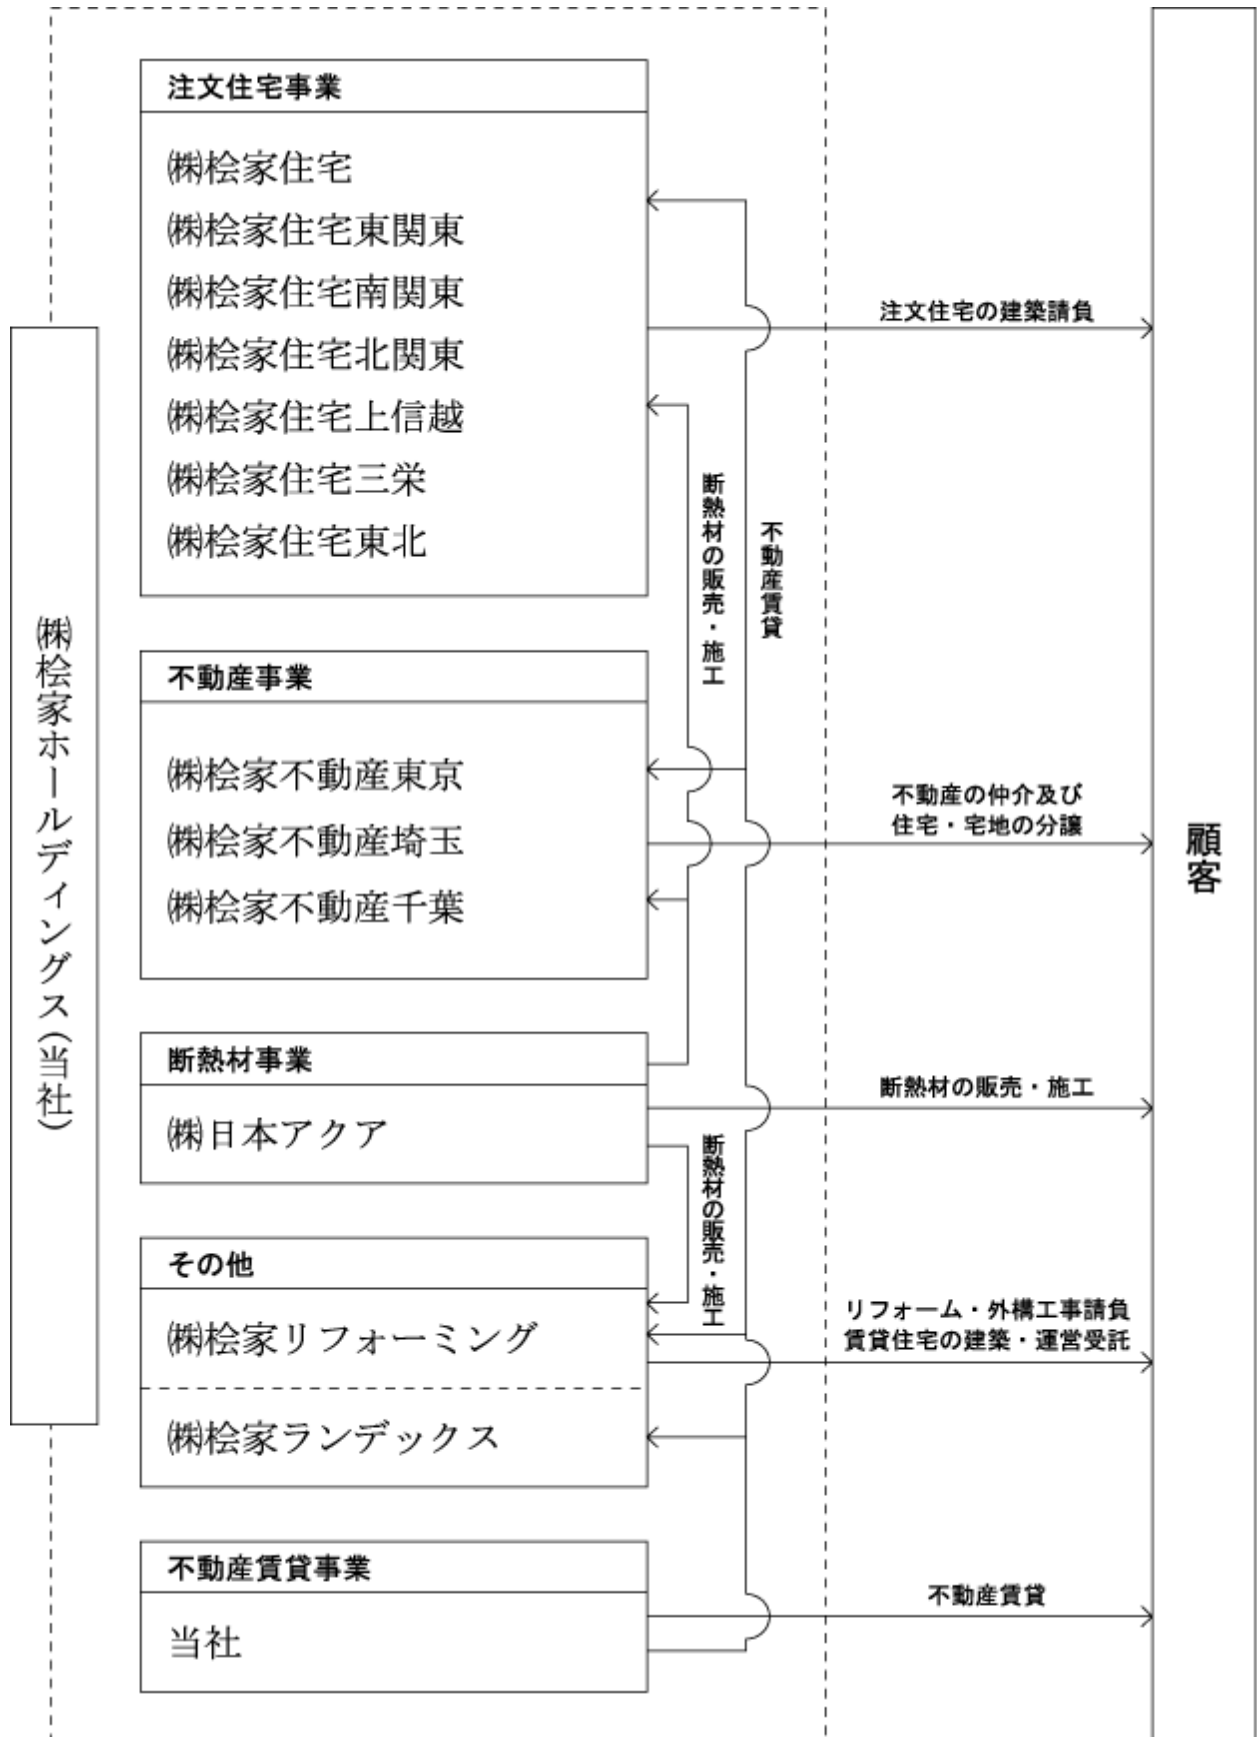 ㈱桧家ホールディングス(当社)
注文住宅事業
㈱桧家住宅
㈱桧家住宅東関東
㈱桧家住宅南関東
㈱桧家住宅北関東
㈱桧家住宅上信越
㈱桧家住宅三栄
㈱桧家住宅東北
不動産事業
㈱桧家不動産東京
㈱桧家不動産埼玉
㈱桧家不動産千葉
断熱材事業
㈱日本アクア
その他
㈱桧家リフォーミング
㈱桧家ランデックス
不動産賃貸事業
当社
断熱材の販売・施工
不動産賃貸
断熱材の販売・施工
注文住宅の建築請負
不動産の仲介及び
住宅・宅地の分譲
断熱材の販売・施工
リフォーム・外構工事請負
賃貸住宅の建築・運営受託
不動産賃貸
顧客